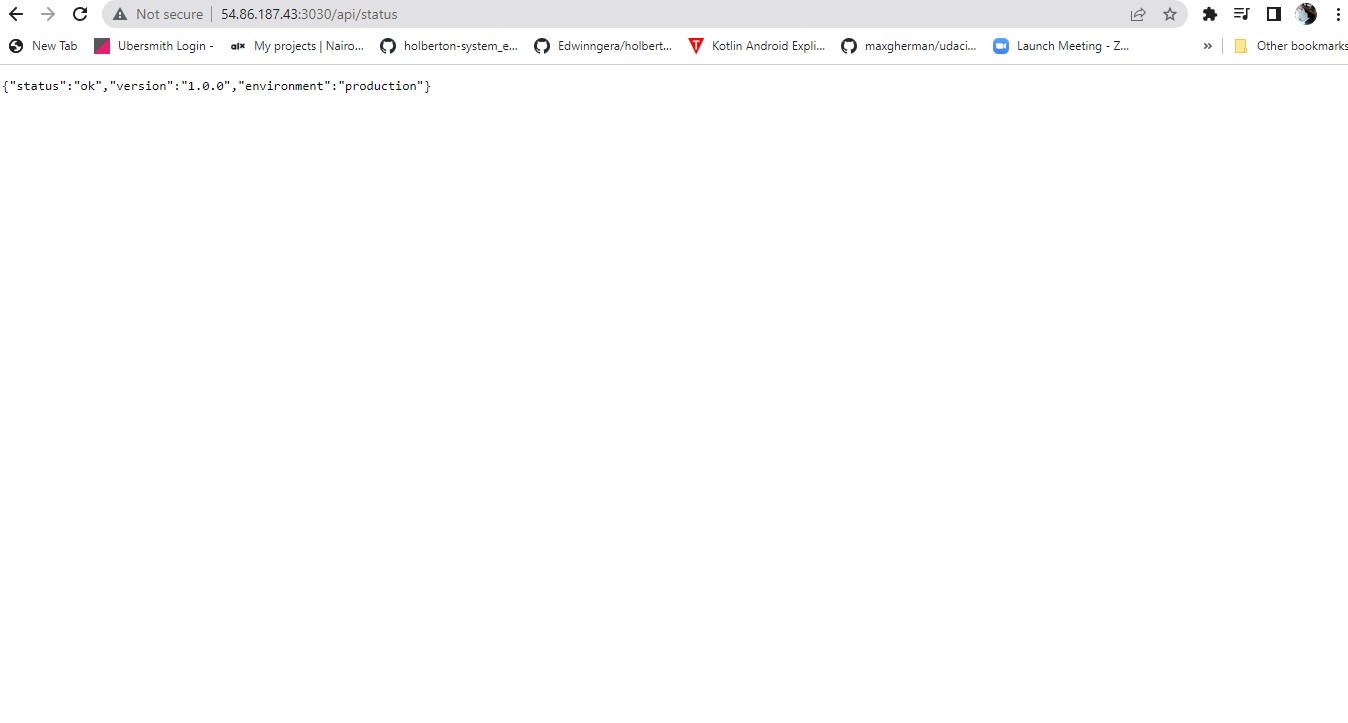 Not secure 54.86.187.43:3030/api/status
New Tab Ubersmith Login - alx My projects | Nairo... holberton-system_e... Edwinngera/holbert... T Kotlin Android Expli... maxgherman/udaci... Launch Meeting - Z... » Other bookmarks
{"status":"ok","version":"1.0.0","environment":"production"}